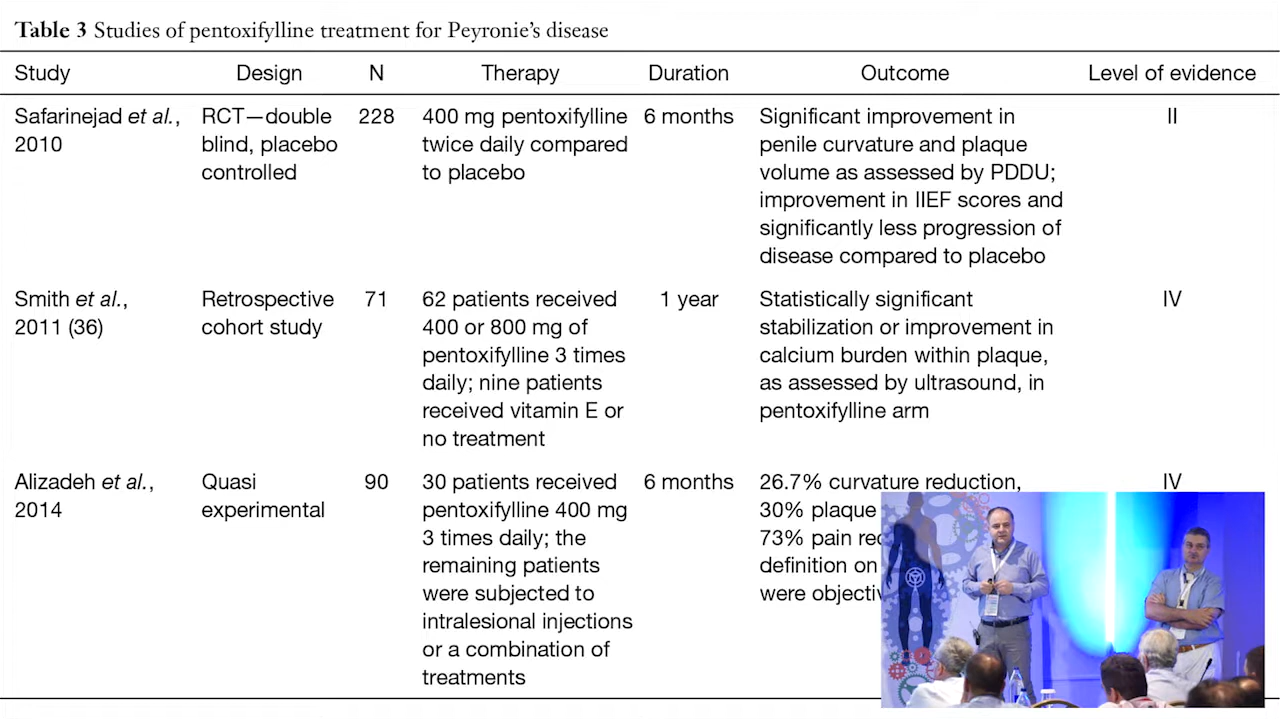 Table 3 Studies of pentoxifylline treatment for Peyronie's disease
Study Design N Therapy Duration Outcome Level of evidence
Safarinejad et al., 2010
RCT—double blind, placebo controlled
228
400 mg pentoxifylline twice daily compared to placebo
6 months
Significant improvement in penile curvature and plaque volume as assessed by PDDU; improvement in IIEF scores and significantly less progression of disease compared to placebo
II
Smith et al., 2011 (36)
Retrospective cohort study
71
62 patients received 400 or 800 mg of pentoxifylline 3 times daily; nine patients received vitamin E or no treatment
1 year
Statistically significant stabilization or improvement in calcium burden within plaque, as assessed by ultrasound, in pentoxifylline arm
IV
Alizadeh et al., 2014
Quasi experimental
90
30 patients received pentoxifylline 400 mg 3 times daily; the remaining patients were subjected to intralesional injections or a combination of treatments
6 months
26.7% curvature reduction,
30% plaque
73% pain
definition on
were
IV